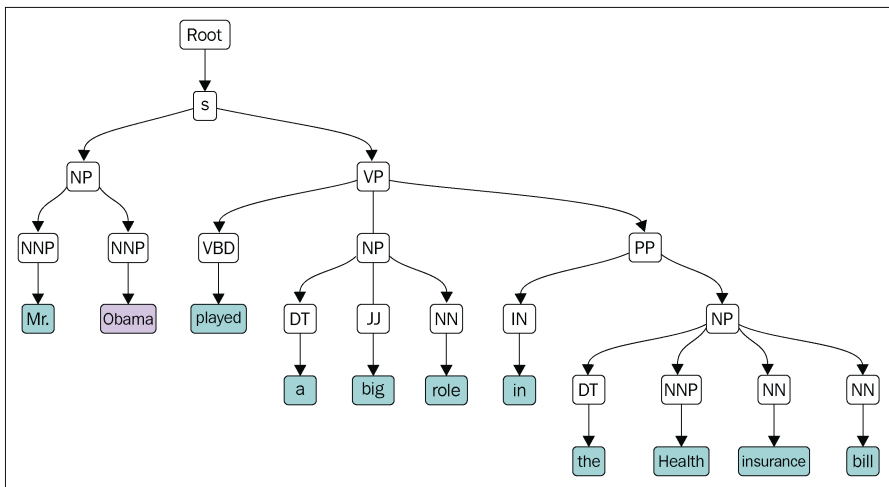 Root
s
NP VP
NNP NNP VBD NP PP
Mr. Obama played DT JJ NN IN NP
a big role in DT NNP NN NN
the Health insurance bill